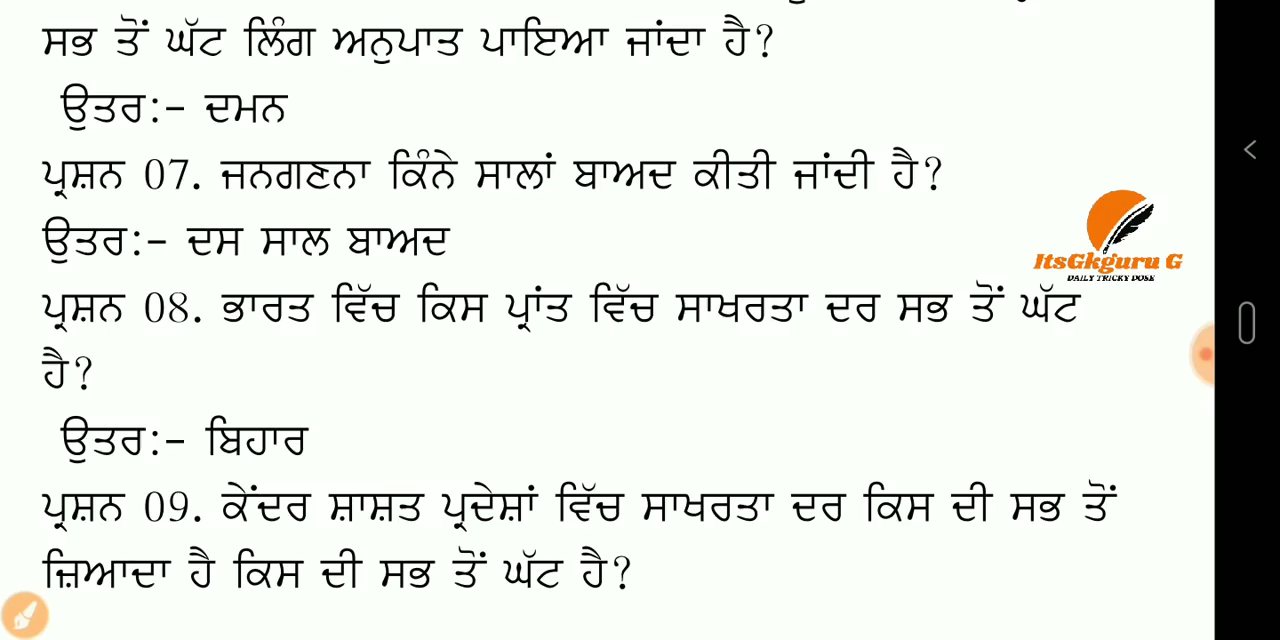 ਸਭ ਤੋਂ ਘੱਟ ਲਿੰਗ ਅਨੁਪਾਤ ਪਾਇਆ ਜਾਂਦਾ ਹੈ?
ਉਤਰ:– ਦਮਨ
ਪ੍ਰਸ਼ਨ 07. ਜਨਗਣਨਾ ਕਿੰਨੇ ਸਾਲਾਂ ਬਾਅਦ ਕੀਤੀ ਜਾਂਦੀ ਹੈ?
ਉਤਰ:– ਦਸ ਸਾਲ ਬਾਅਦ
ItsGkguru G
DAILY TRICKY DOSE
ਪ੍ਰਸ਼ਨ 08. ਭਾਰਤ ਵਿੱਚ ਕਿਸ ਪ੍ਰਾਂਤ ਵਿੱਚ ਸਾਖਰਤਾ ਦਰ ਸਭ ਤੋਂ ਘੱਟ
ਹੈ?
ਉਤਰ:– ਬਿਹਾਰ
ਪ੍ਰਸ਼ਨ 09. ਕੇਂਦਰ ਸ਼ਾਸ਼ਤ ਪ੍ਰਦੇਸ਼ਾਂ ਵਿੱਚ ਸਾਖਰਤਾ ਦਰ ਕਿਸ ਦੀ ਸਭ ਤੋਂ
ਜ਼ਿਆਦਾ ਹੈ ਕਿਸ ਦੀ ਸਭ ਤੋਂ ਘੱਟ ਹੈ?